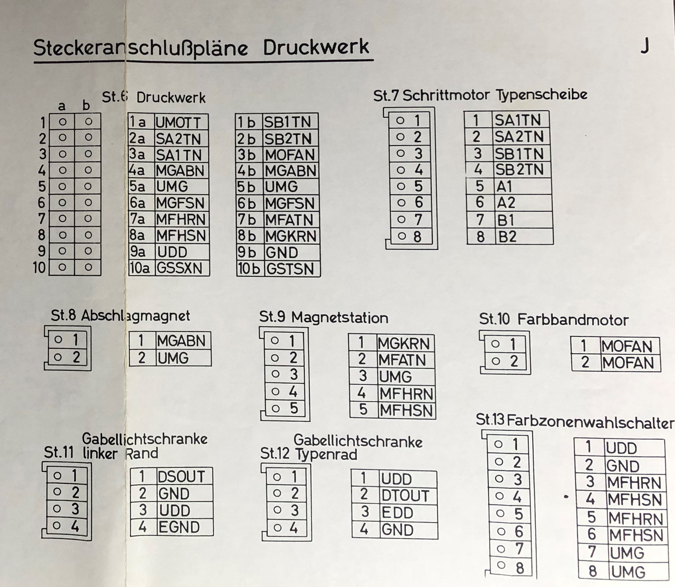 Steckeranschlußpläne Druckwerk
J
St.6 Druckwerk
a b
1 1a UMOTT 1b SB1TN
2 2a SA2TN 2b SB2TN
3 3a SA1TN 3b MOFAN
4 4a MGABN 4b MGABN
5 5a UMG 5b UMG
6 6a MGFSN 6b MGFSN
7 7a MFHRN 7b MFATN
8 8a MFHSN 8b MGKRN
9 9a UDD 9b GND
10 10a GSSXN 10b GSTSN
St.7 Schrittmotor Typenscheibe
1 1 SA1TN
2 2 SA2TN
3 3 SB1TN
4 4 SB2TN
5 5 A1
6 6 A2
7 7 B1
8 8 B2
St.8 Abschlagmagnet
1 1 MGABN
2 2 UMG
St.9 Magnetstation
1 1 MGKRN
2 2 MFATN
3 3 UMG
4 4 MFHRN
5 5 MFHSN
St.10 Farbbandmotor
1 1 MOFAN
2 2 MOFAN
Gabellichtschranke
St.11 linker Rand
1 1 DSOUT
2 2 GND
3 3 UDD
4 4 EGND
Gabellichtschranke
St.12 Typenrad
1 1 UDD
2 2 DTOUT
3 3 EDD
4 4 GND
St.13 Farbzonenwahlschalter
1 1 UDD
2 2 GND
3 3 MFHRN
4 4 MFHSN
5 5 MFHRN
6 6 MFHSN
7 7 UMG
8 8 UMG